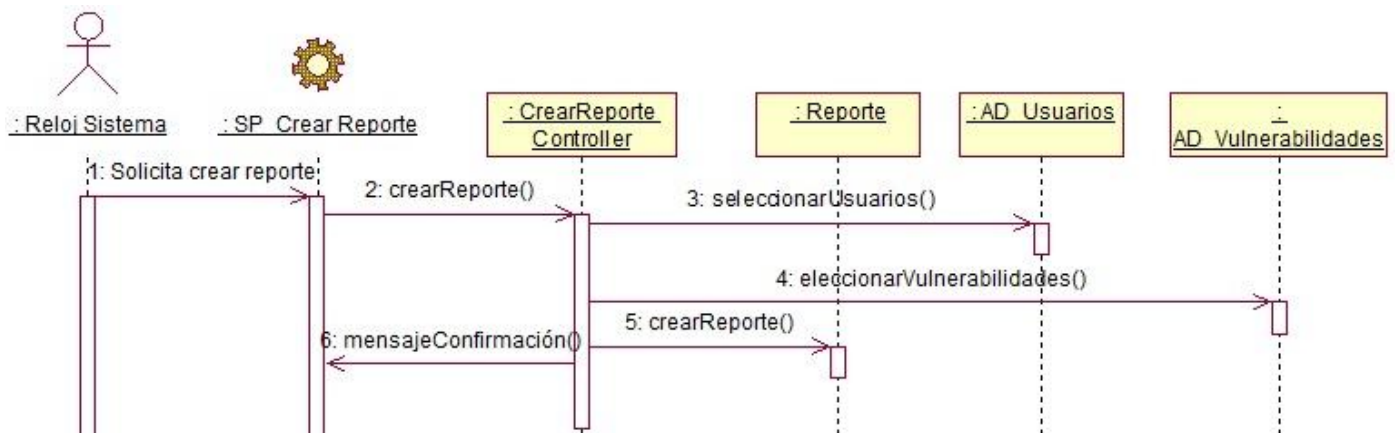 : Reloj Sistema
: SP_Crear Reporte
: CrearReporte
Controller
: Reporte
: AD_Usuarios
:
AD_Vulnerabilidades
1: Solicita crear reporte
2: crearReporte()
3: seleccionarUsuarios()
4: eleccionarVulnerabilidades()
5: crearReporte()
6: mensajeConfirmación()